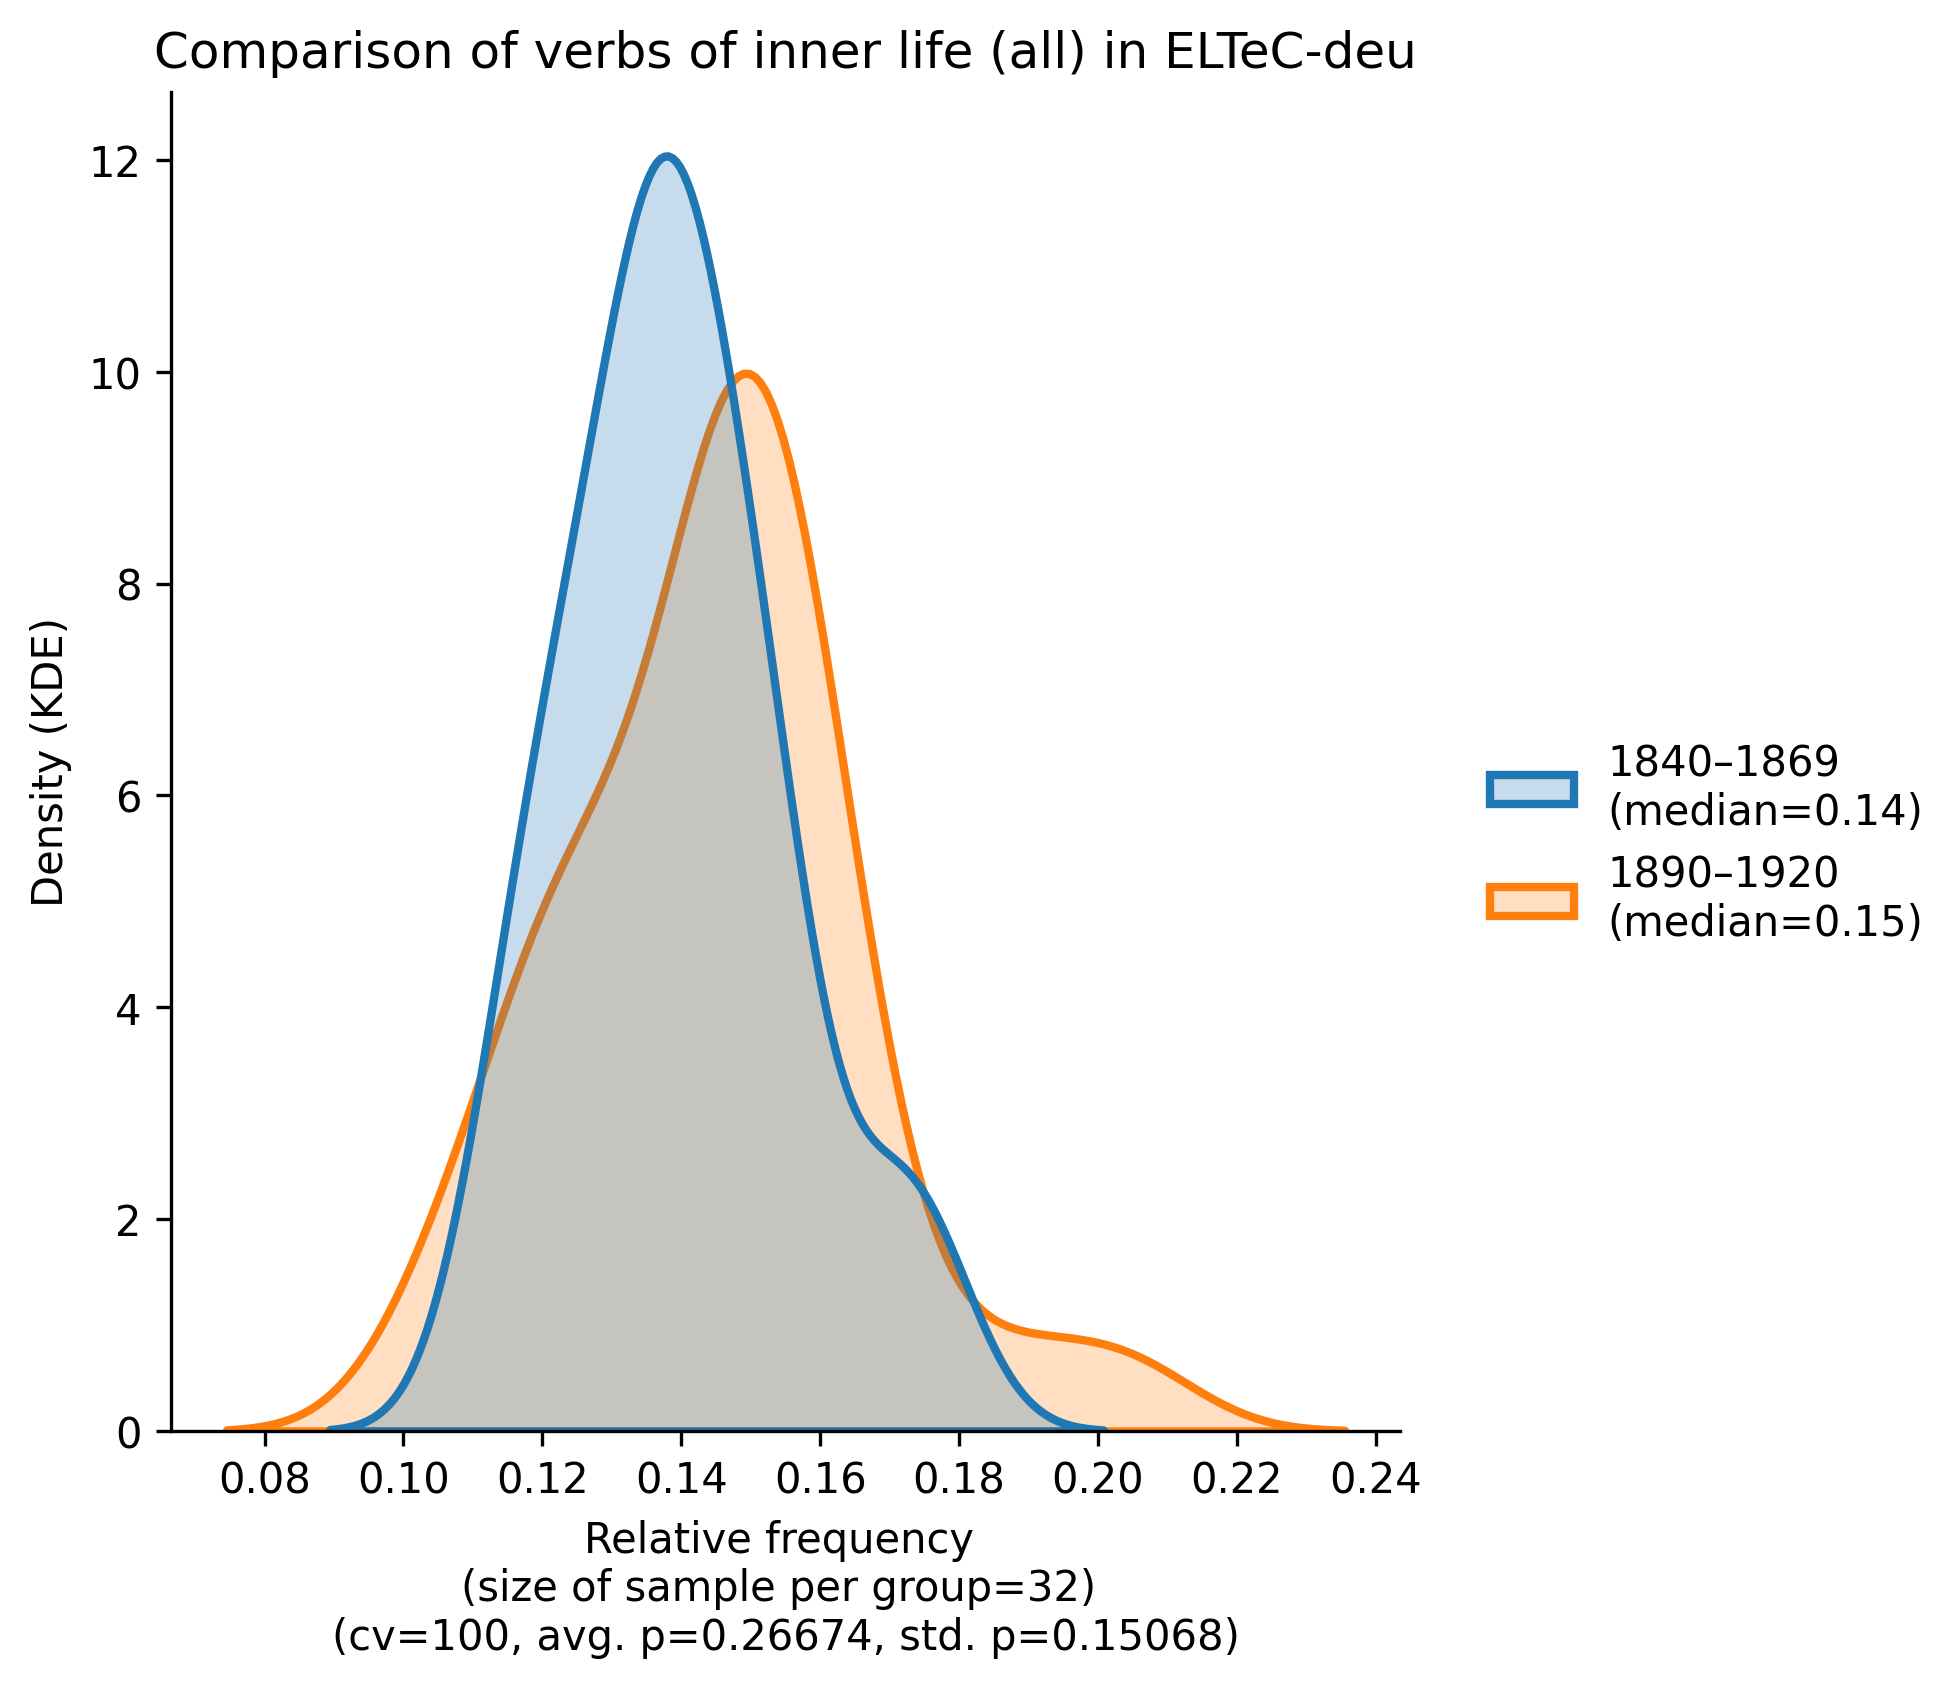 Comparison of verbs of inner life (all) in ELTeC-deu
12
10
8
6
4
2
0
Density (KDE)
0.08 0.10 0.12 0.14 0.16 0.18 0.20 0.22 0.24
Relative frequency
(size of sample per group=32)
(cv=100, avg. p=0.26674, std. p=0.15068)
1840–1869
(median=0.14)
1890–1920
(median=0.15)